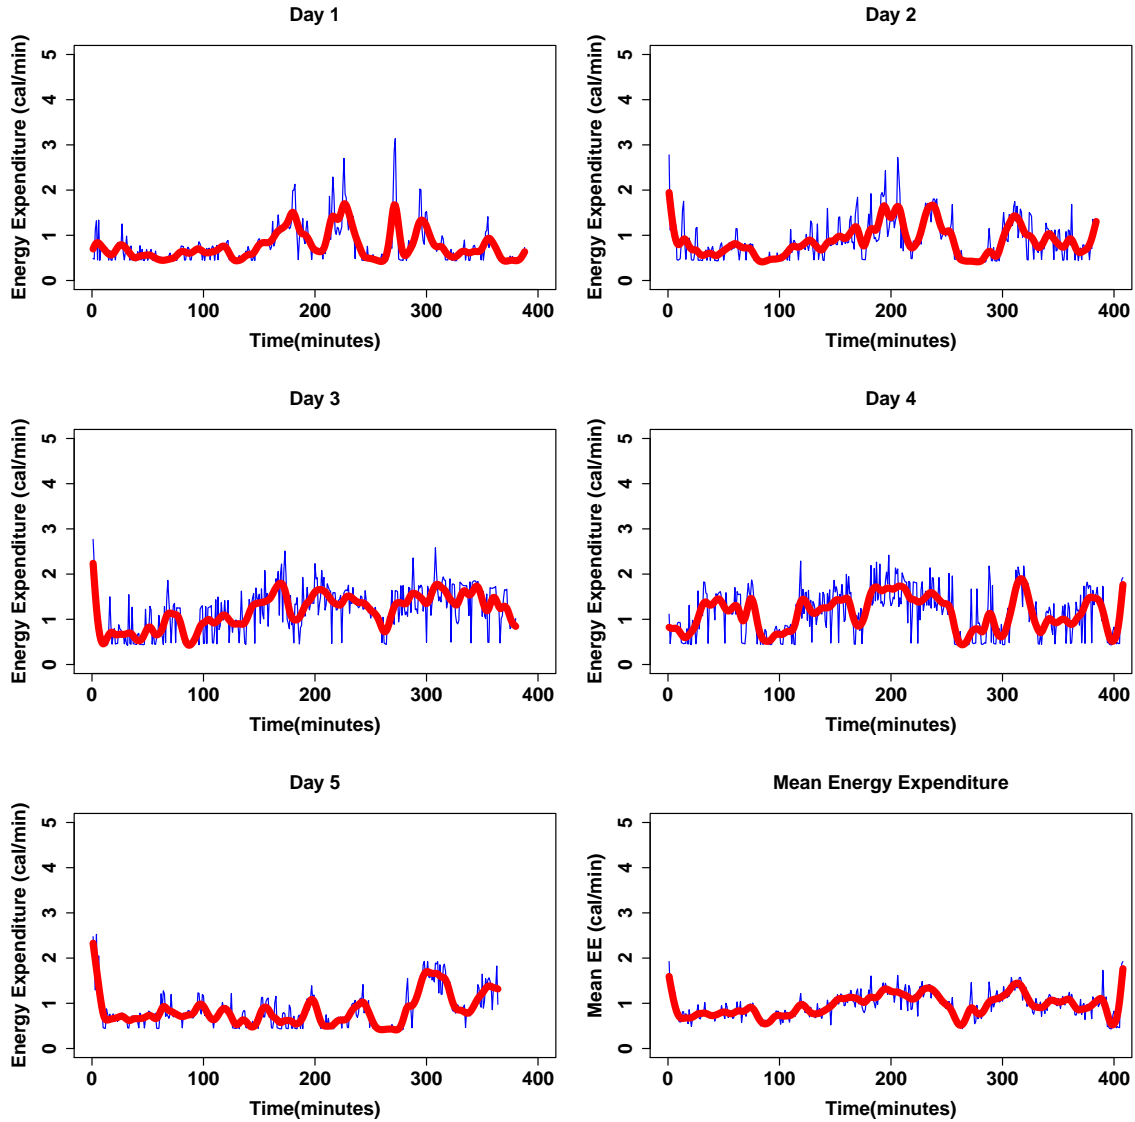 Day 1
Energy Expenditure (cal/min)
5
4
3
2
1
0
0 100 200 300 400
Time(minutes)
Day 2
Energy Expenditure (cal/min)
5
4
3
2
1
0
0 100 200 300 400
Time(minutes)
Day 3
Energy Expenditure (cal/min)
5
4
3
2
1
0
0 100 200 300 400
Time(minutes)
Day 4
Energy Expenditure (cal/min)
5
4
3
2
1
0
0 100 200 300 400
Time(minutes)
Day 5
Energy Expenditure (cal/min)
5
4
3
2
1
0
0 100 200 300 400
Time(minutes)
Mean Energy Expenditure
Mean EE (cal/min)
5
4
3
2
1
0
0 100 200 300 400
Time(minutes)